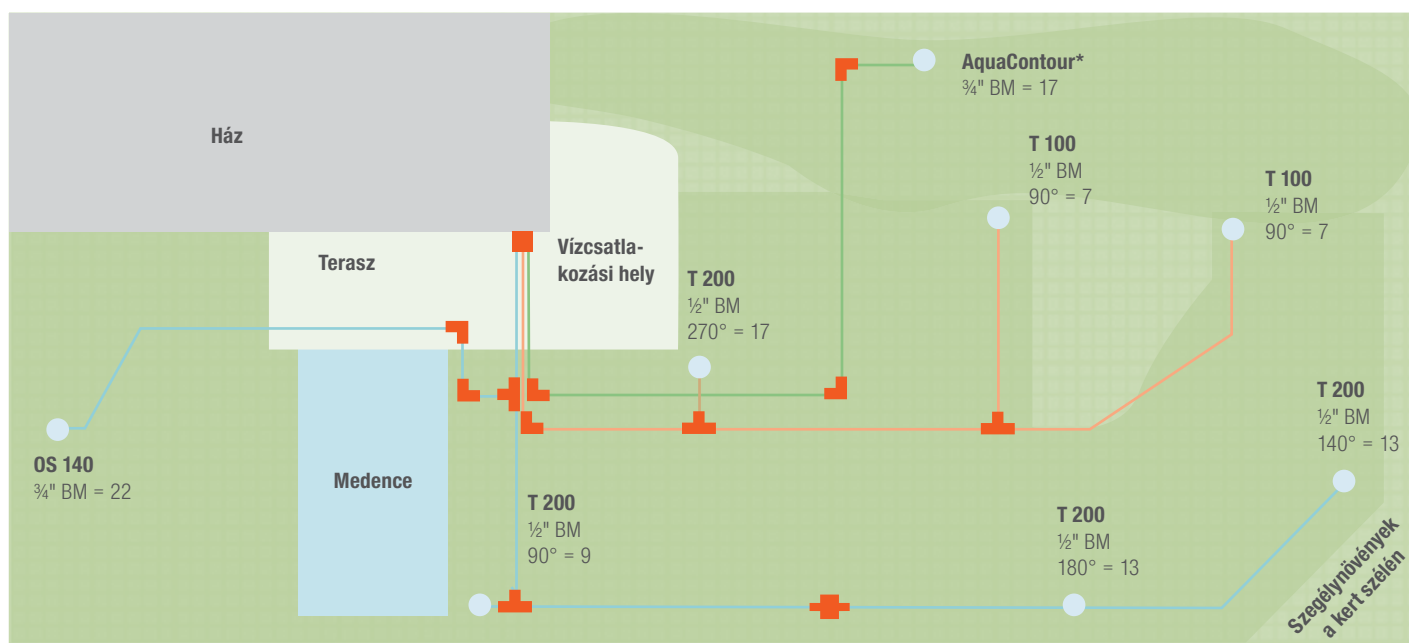 Ház
AquaContour*
¾" BM = 17
T 100
½" BM
90° = 7
T 100
½" BM
90° = 7
Terasz
Vízcsatla-
kozási hely
T 200
½" BM
270° = 17
T 200
½" BM
140° = 13
OS 140
¾" BM = 22
Medence
T 200
½" BM
90° = 9
T 200
½" BM
180° = 13
Szegélynövények
a kert szélén